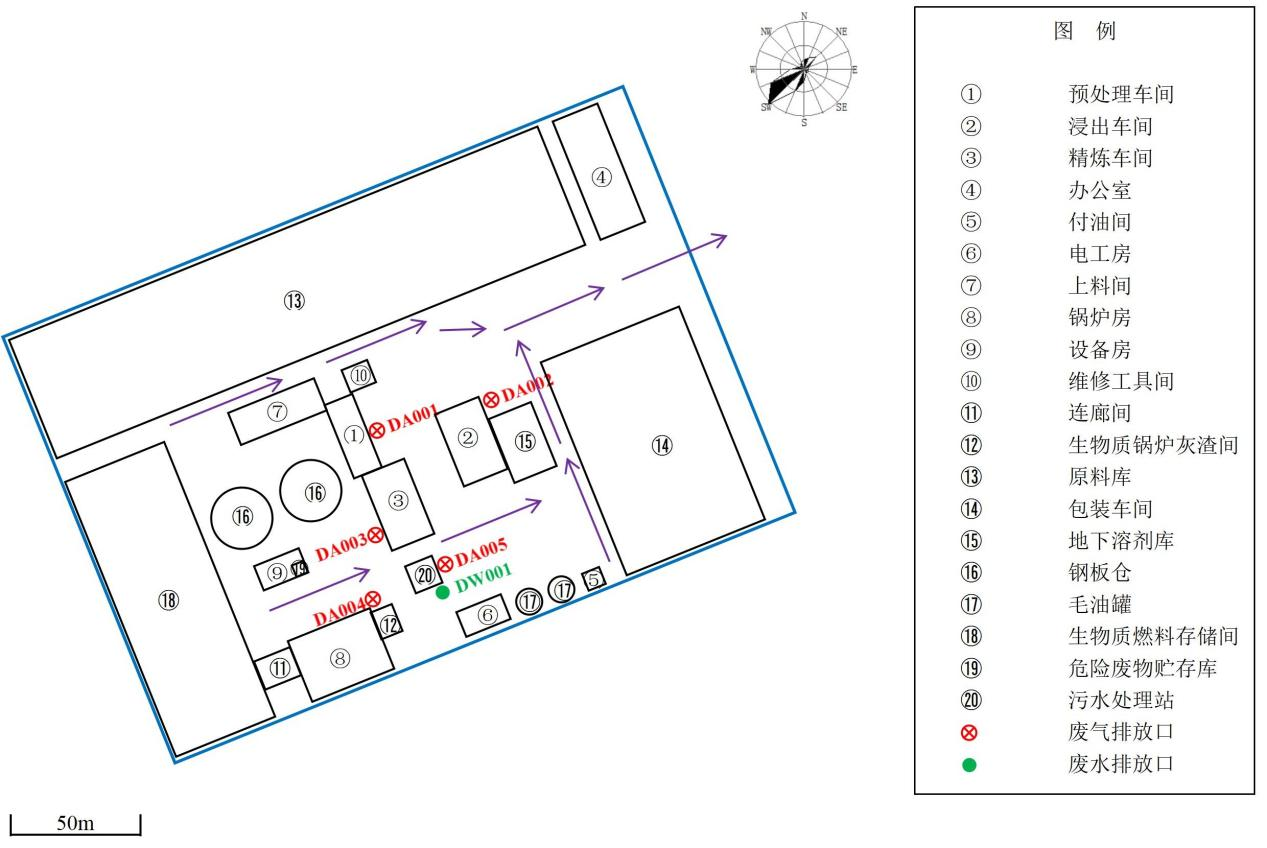 N
NW
NE
W
E
SW
SE
S
④
⑬
⑩
⑦
DA002
DA001
①
②
⑮
⑭
③
⑯
⑯
DA003
DA005
⑨
⑲
⑳
DW001
⑱
DA004
⑫
⑥
⑰
⑰
⑤
⑪
⑧
50m
图 例
① 预处理车间
② 浸出车间
③ 精炼车间
④ 办公室
⑤ 付油间
⑥ 电工房
⑦ 上料间
⑧ 锅炉房
⑨ 设备房
⑩ 维修工具间
⑪ 连廊间
⑫ 生物质锅炉灰渣间
⑬ 原料库
⑭ 包装车间
⑮ 地下溶剂库
⑯ 钢板仓
⑰ 毛油罐
⑱ 生物质燃料存储间
⑲ 危险废物贮存库
⑳ 污水处理站
废气排放口
废水排放口